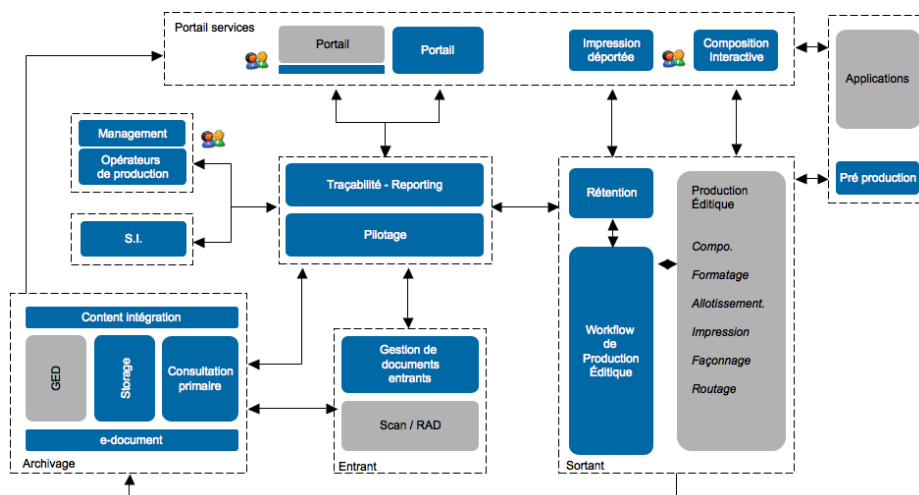 Portail services
Portail
Portail
Impression
déportée
Composition
Interactive
Applications
Management
Opérateurs
de production
Traçabilité - Reporting
Pilotage
Rétention
Production
Éditique
Pré production
S.I.
Compo.
Formatage
Allotissement.
Impression
Façonnage
Routage
Workflow
de
Production
Éditique
Content intégration
GED
Storage
Consultation
primaire
e-document
Archivage
Gestion de
documents
entrants
Scan / RAD
Entrant
Sortant